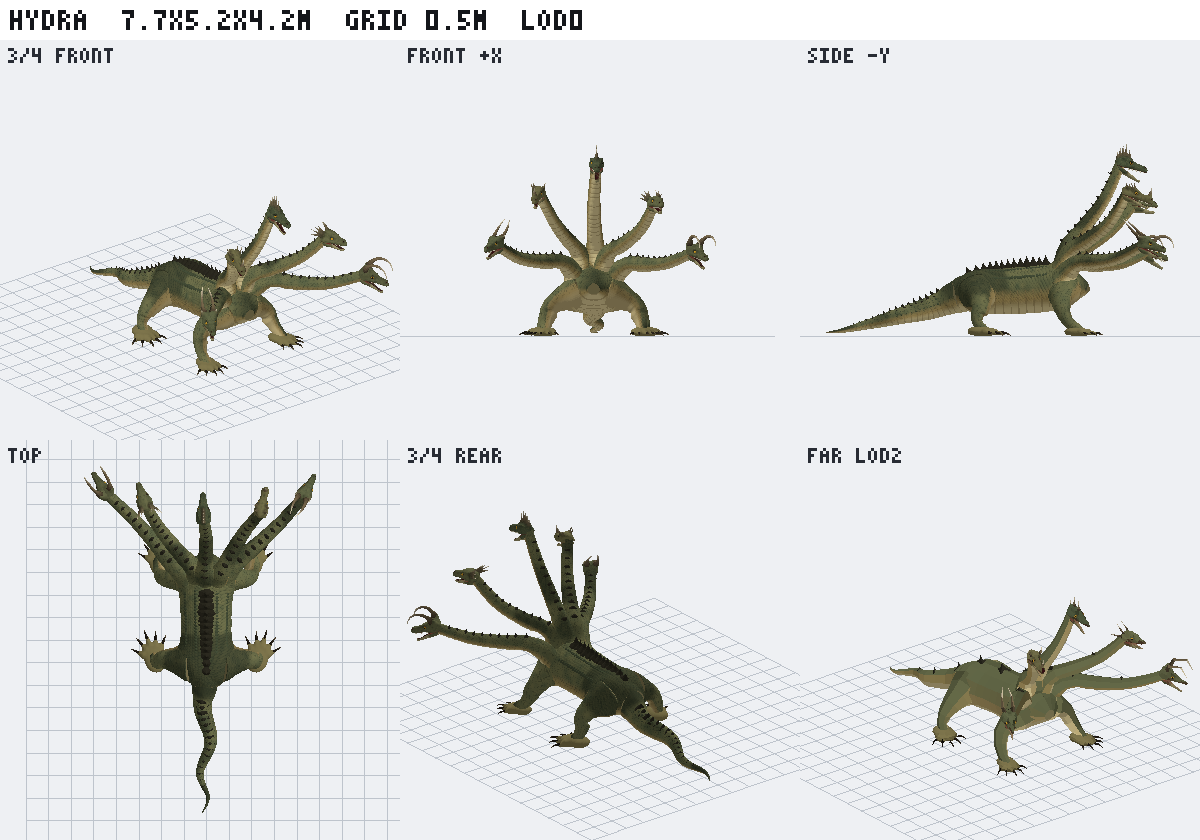 HYDRA 7.7X5.2X4.2M GRID 0.5M LOD0
3/4 FRONT
FRONT +X
SIDE -Y
TOP
3/4 REAR
FAR LOD2